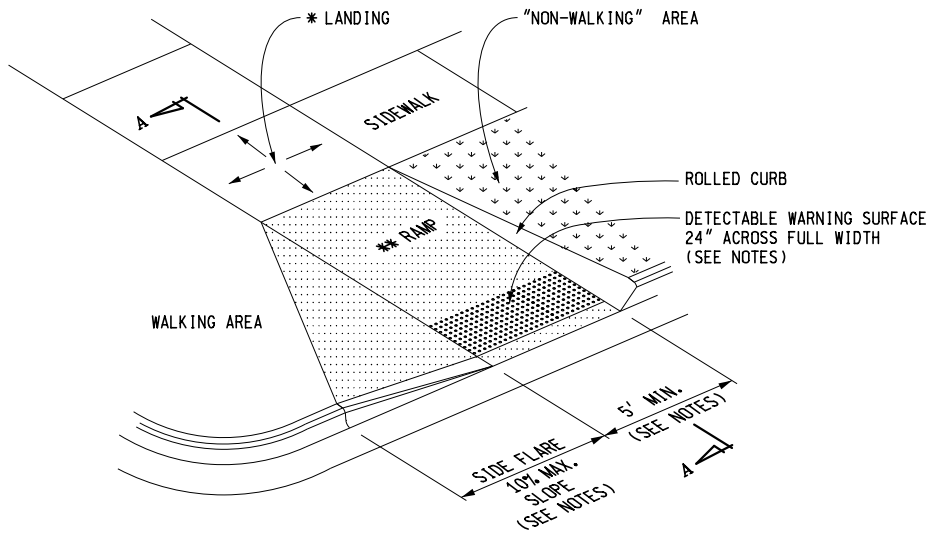 * LANDING
"NON-WALKING" AREA
A
SIDEWALK
ROLLED CURB
** RAMP
DETECTABLE WARNING SURFACE
24" ACROSS FULL WIDTH
(SEE NOTES)
WALKING AREA
5' MIN.
(SEE NOTES)
SIDE FLARE
10% MAX.
SLOPE
(SEE NOTES)
A